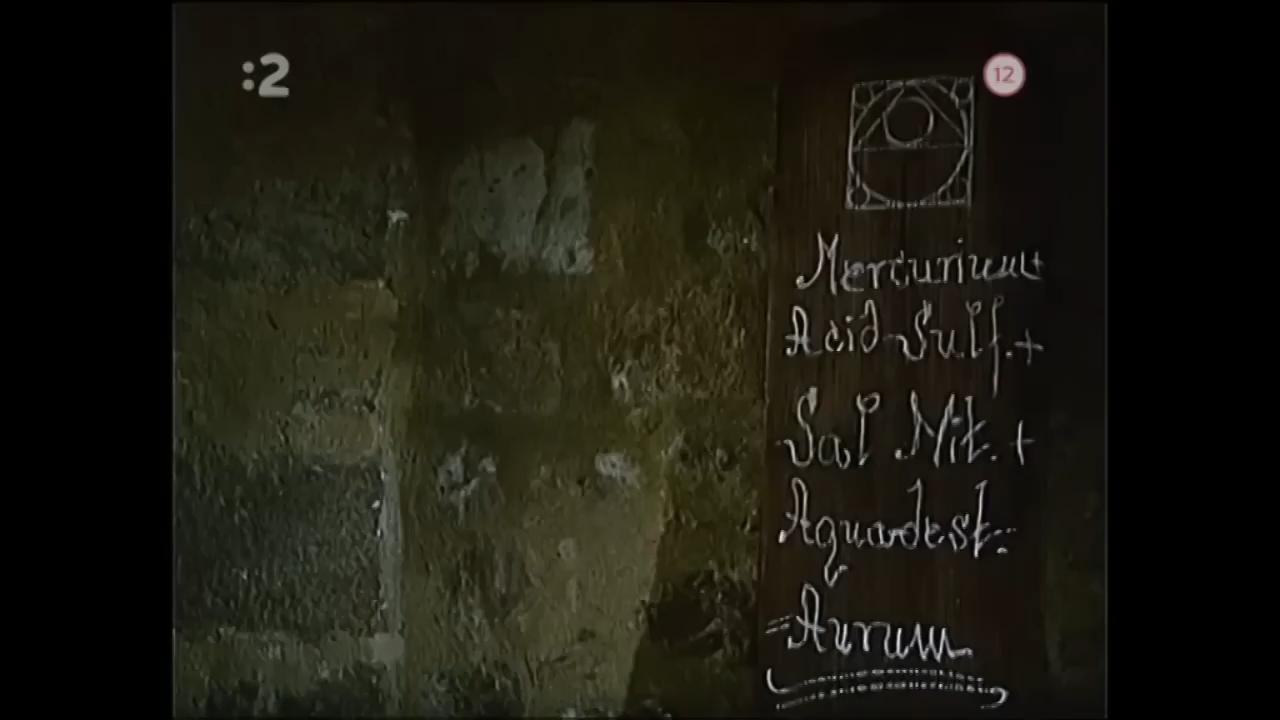 :2
12
Mercurium+
Acid Sulf.+
Sal Nit.+
Aquadest.
=Aurum